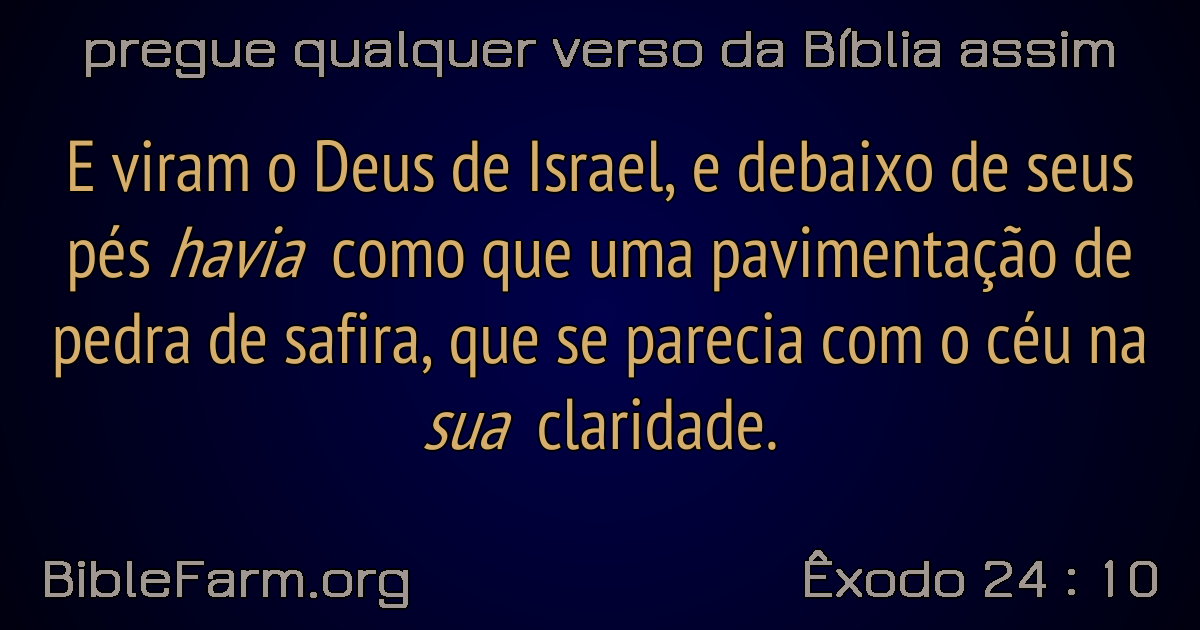 pregue qualquer verso da Bíblia assim
E viram o Deus de Israel, e debaixo de seus
pés havia como que uma pavimentação de
pedra de safira, que se parecia com o céu na
sua claridade.
BibleFarm.org
Êxodo 24 : 10